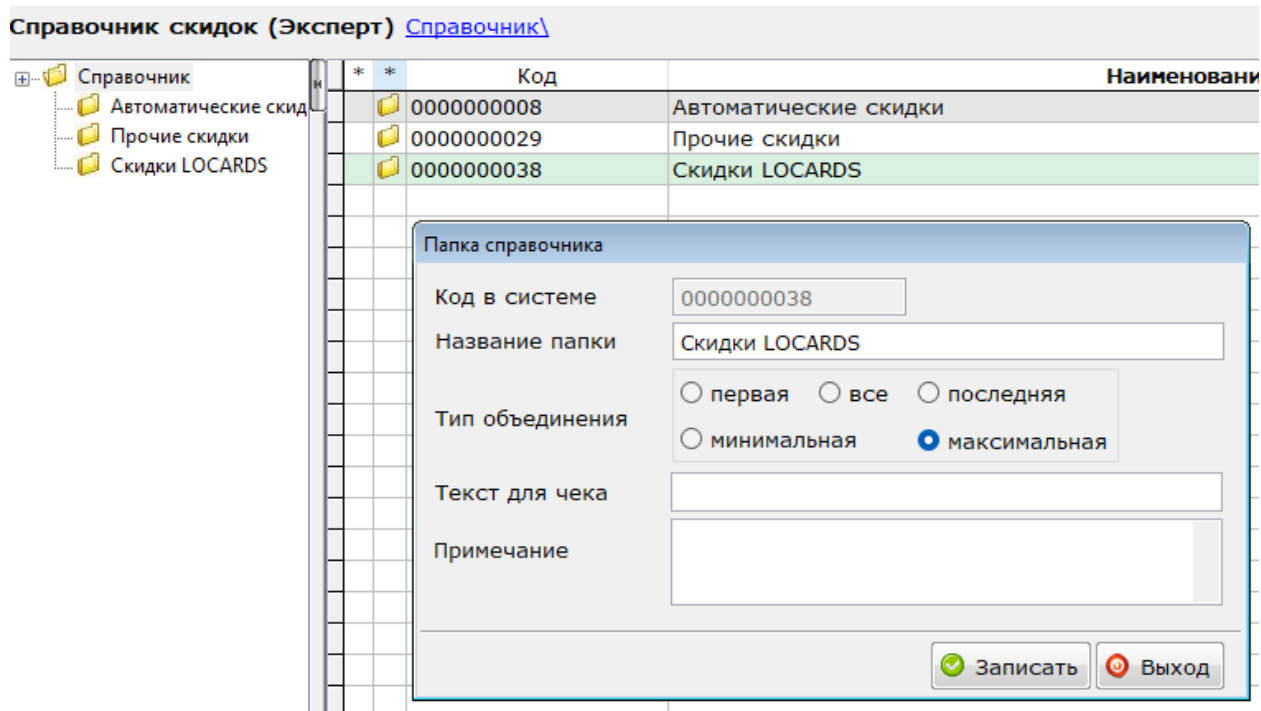 Справочник скидок (Эксперт) Справочник\
Справочник
Автоматические скид
Прочие скидки
Скидки LOCARDS
* * Код Наименовани
0000000008 Автоматические скидки
0000000029 Прочие скидки
0000000038 Скидки LOCARDS
Папка справочника
Код в системе 0000000038
Название папки Скидки LOCARDS
Тип объединения
первая все последняя
минимальная максимальная
Текст для чека
Примечание
Записать Выход